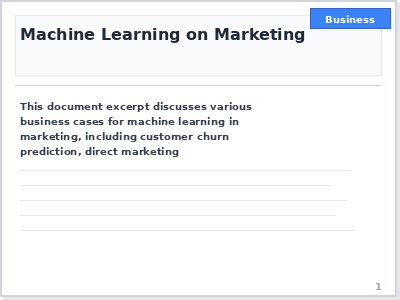 Business
Machine Learning on Marketing
This document excerpt discusses various
business cases for machine learning in
marketing, including customer churn
prediction, direct marketing
1